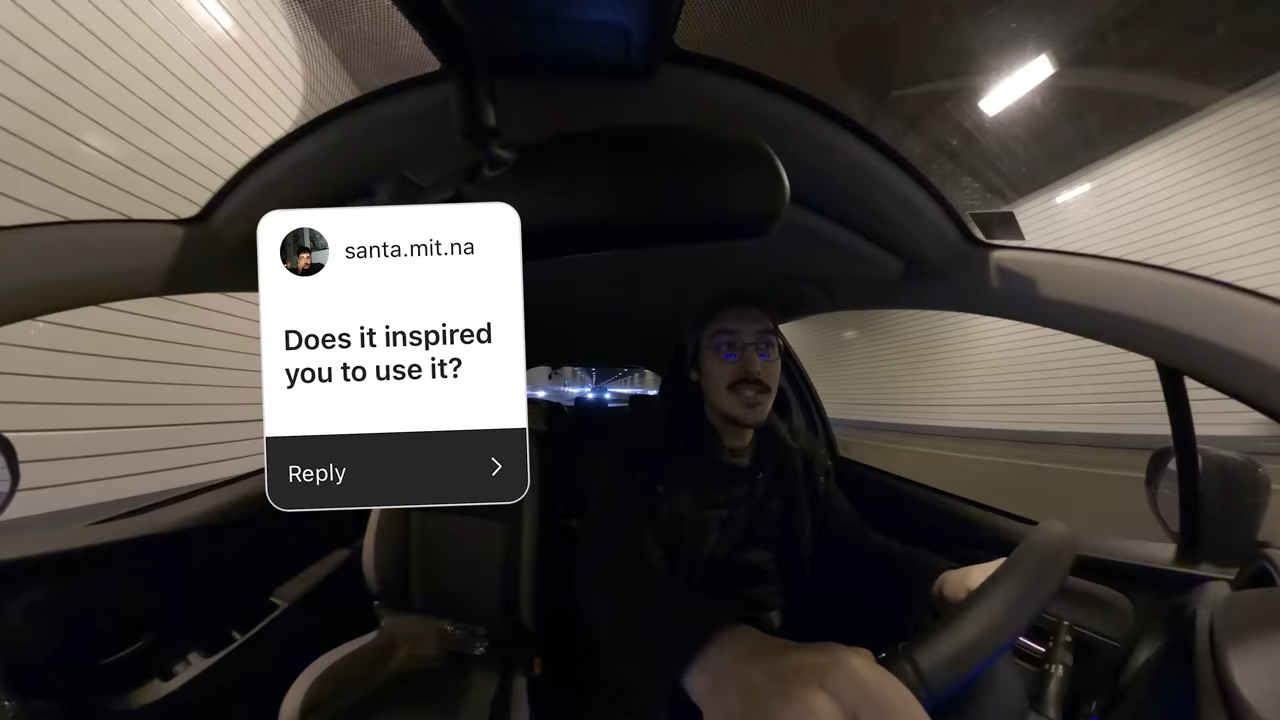 santa.mit.na
Does it inspired
you to use it?
Reply